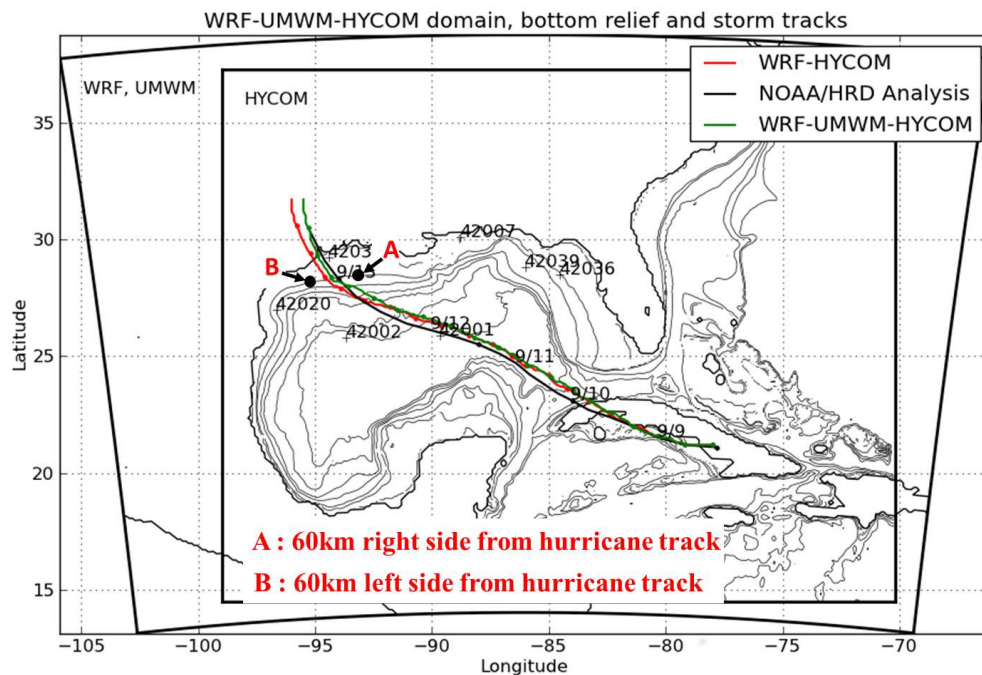 WRF-UMWM-HYCOM domain, bottom relief and storm tracks
WRF-HYCOM
NOAA/HRD Analysis
WRF-UMWM-HYCOM
WRF, UMWM
HYCOM
35
30
25
20
15
Latitude
42007
4203
A
B
9/13
42039
42036
42020
9/12
42001
42002
9/11
9/10
9/9
A : 60km right side from hurricane track
B : 60km left side from hurricane track
−105 −100 −95 −90 −85 −80 −75 −70
Longitude